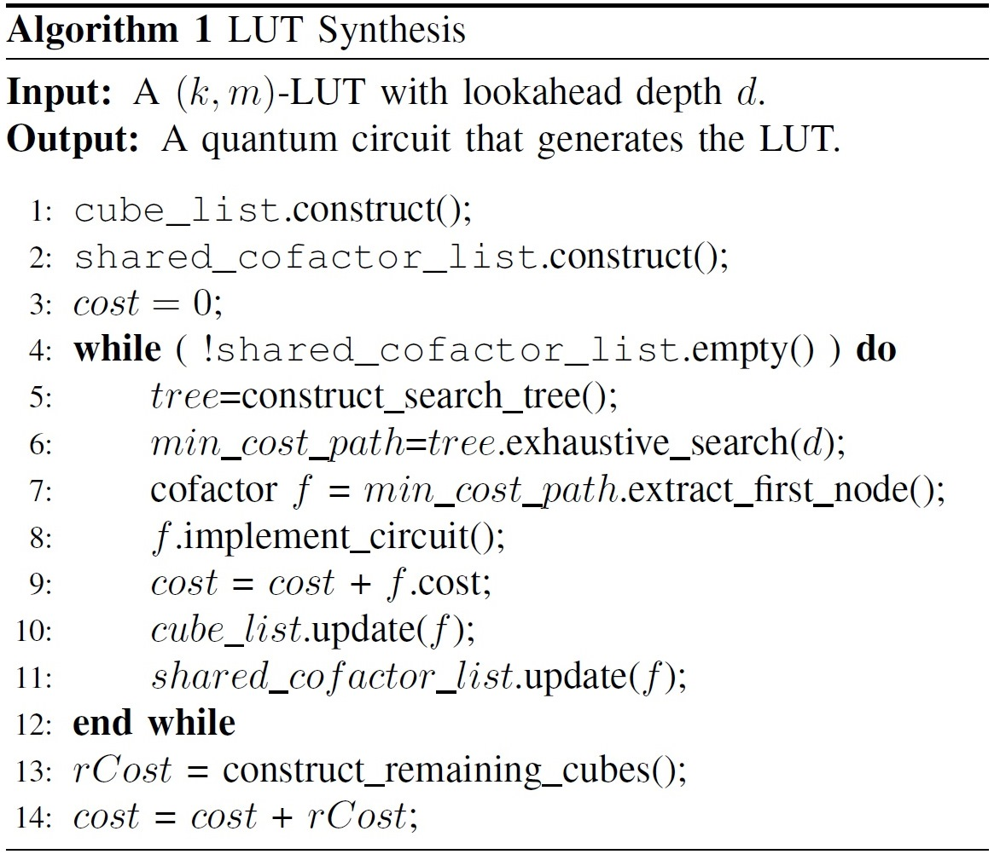 Algorithm 1 LUT Synthesis
Input: A (k, m)-LUT with lookahead depth d.
Output: A quantum circuit that generates the LUT.
1: cube_list.construct();
2: shared_cofactor_list.construct();
3: cost = 0;
4: while ( !shared_cofactor_list.empty() ) do
5: tree=construct_search_tree();
6: min_cost_path=tree.exhaustive_search(d);
7: cofactor f = min_cost_path.extract_first_node();
8: f.implement_circuit();
9: cost = cost + f.cost;
10: cube_list.update(f);
11: shared_cofactor_list.update(f);
12: end while
13: rCost = construct_remaining_cubes();
14: cost = cost + rCost;